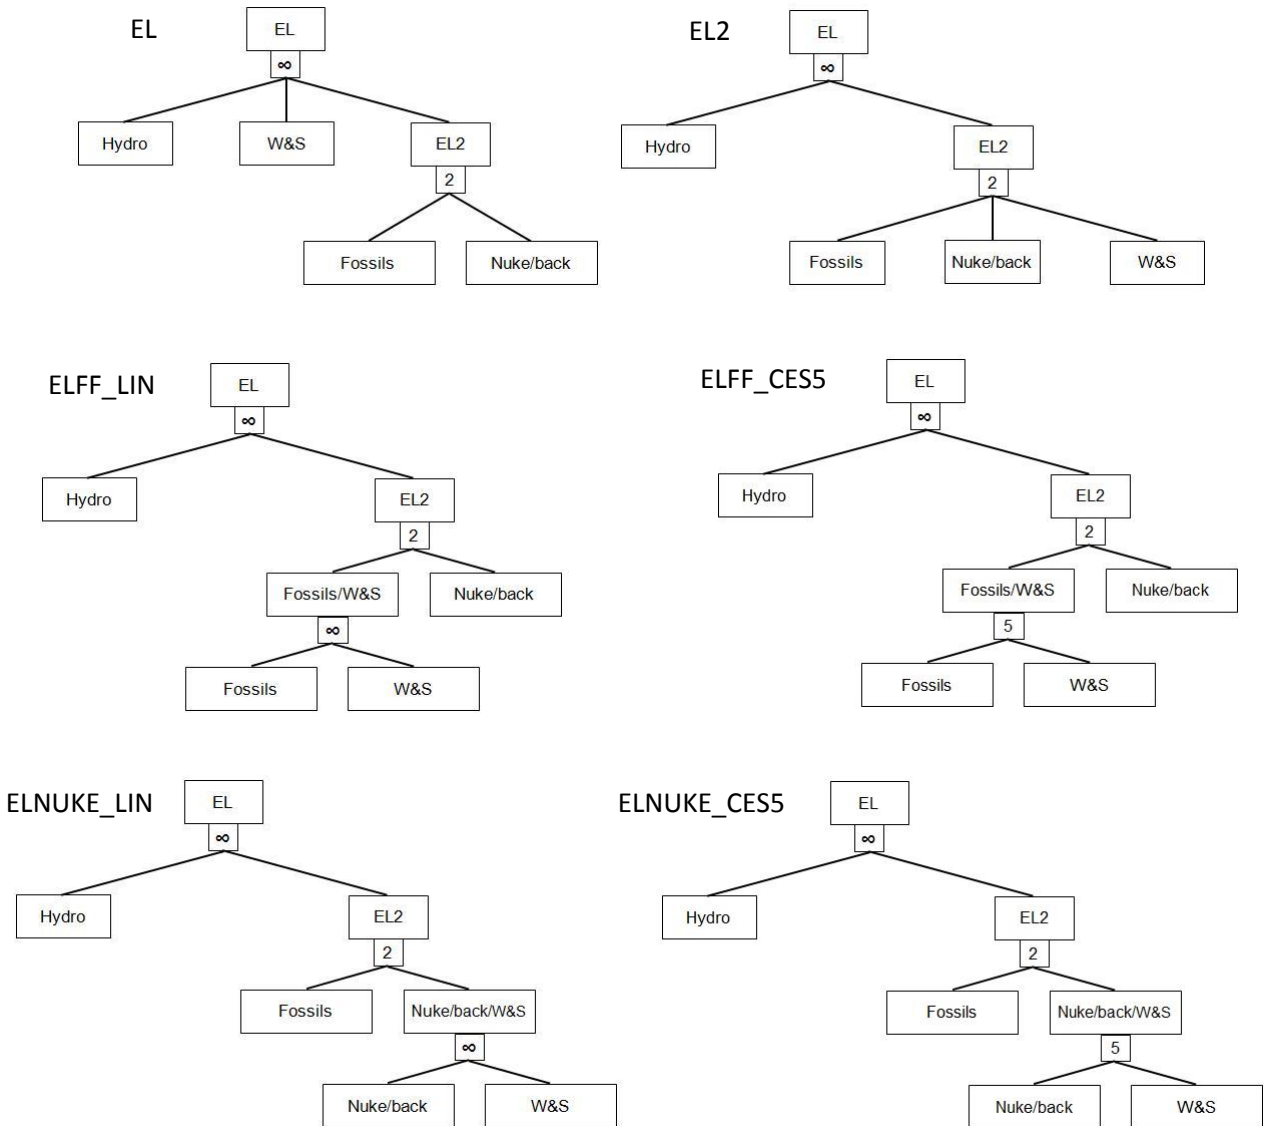 EL
EL
∞
Hydro
W&S
EL2
2
Fossils
Nuke/back
EL2
EL
∞
Hydro
EL2
2
Fossils
Nuke/back
W&S
ELFF_LIN
EL
∞
Hydro
EL2
2
Fossils/W&S
Nuke/back
∞
Fossils
W&S
ELFF_CES5
EL
∞
Hydro
EL2
2
Fossils/W&S
Nuke/back
5
Fossils
W&S
ELNUKE_LIN
EL
∞
Hydro
EL2
2
Fossils
Nuke/back/W&S
∞
Nuke/back
W&S
ELNUKE_CES5
EL
∞
Hydro
EL2
2
Fossils
Nuke/back/W&S
5
Nuke/back
W&S